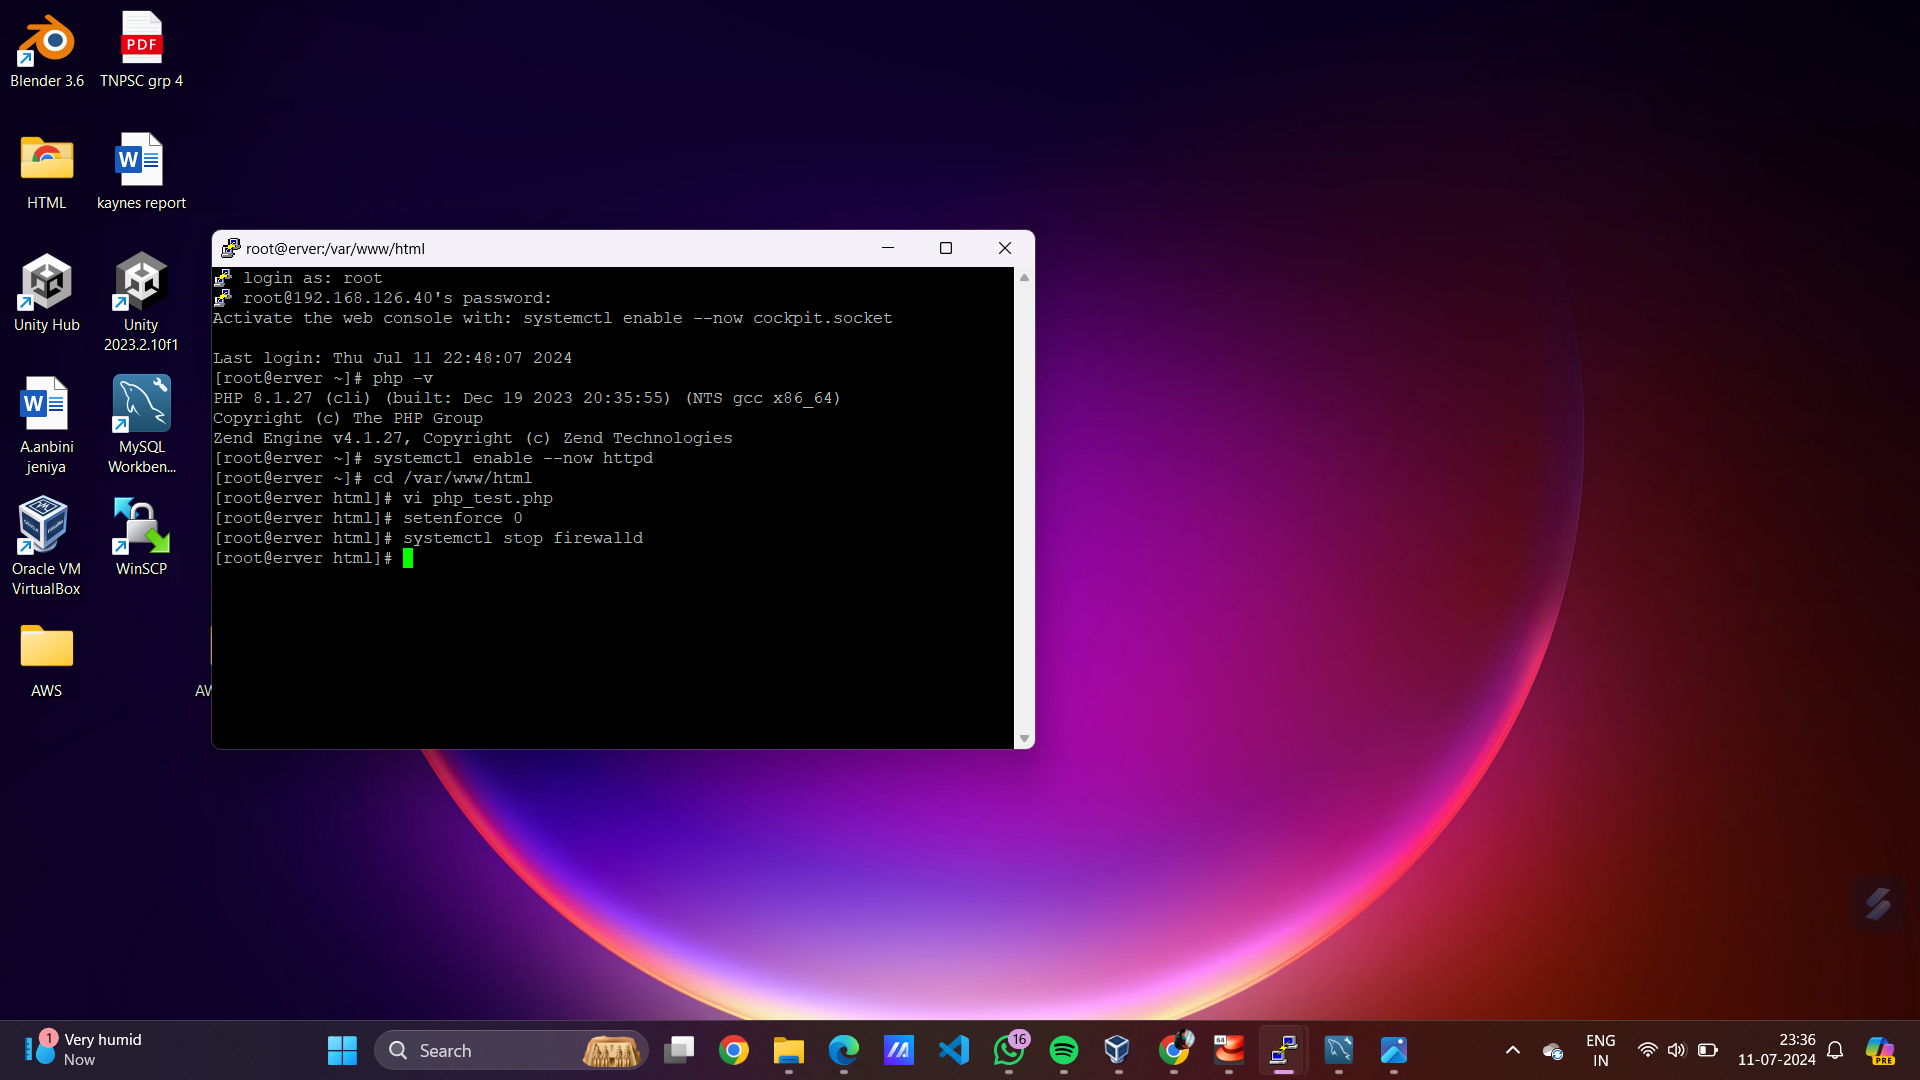 Blender 3.6
PDF
TNPSC grp 4
HTML
W
kaynes report
Unity Hub
Unity
2023.2.10f1
W
A.anbini
jeniya
MySQL
Workben...
Oracle VM
VirtualBox
WinSCP
AWS
AW
root@erver:/var/www/html
login as: root
root@192.168.126.40's password:
Activate the web console with: systemctl enable --now cockpit.socket
Last login: Thu Jul 11 22:48:07 2024
[root@erver ~]# php -v
PHP 8.1.27 (cli) (built: Dec 19 2023 20:35:55) (NTS gcc x86_64)
Copyright (c) The PHP Group
Zend Engine v4.1.27, Copyright (c) Zend Technologies
[root@erver ~]# systemctl enable --now httpd
[root@erver ~]# cd /var/www/html
[root@erver html]# vi php_test.php
[root@erver html]# setenforce 0
[root@erver html]# systemctl stop firewalld
[root@erver html]#
1
Very humid
Now
Search
16
64
ENG
IN
23:36
11-07-2024
PRE